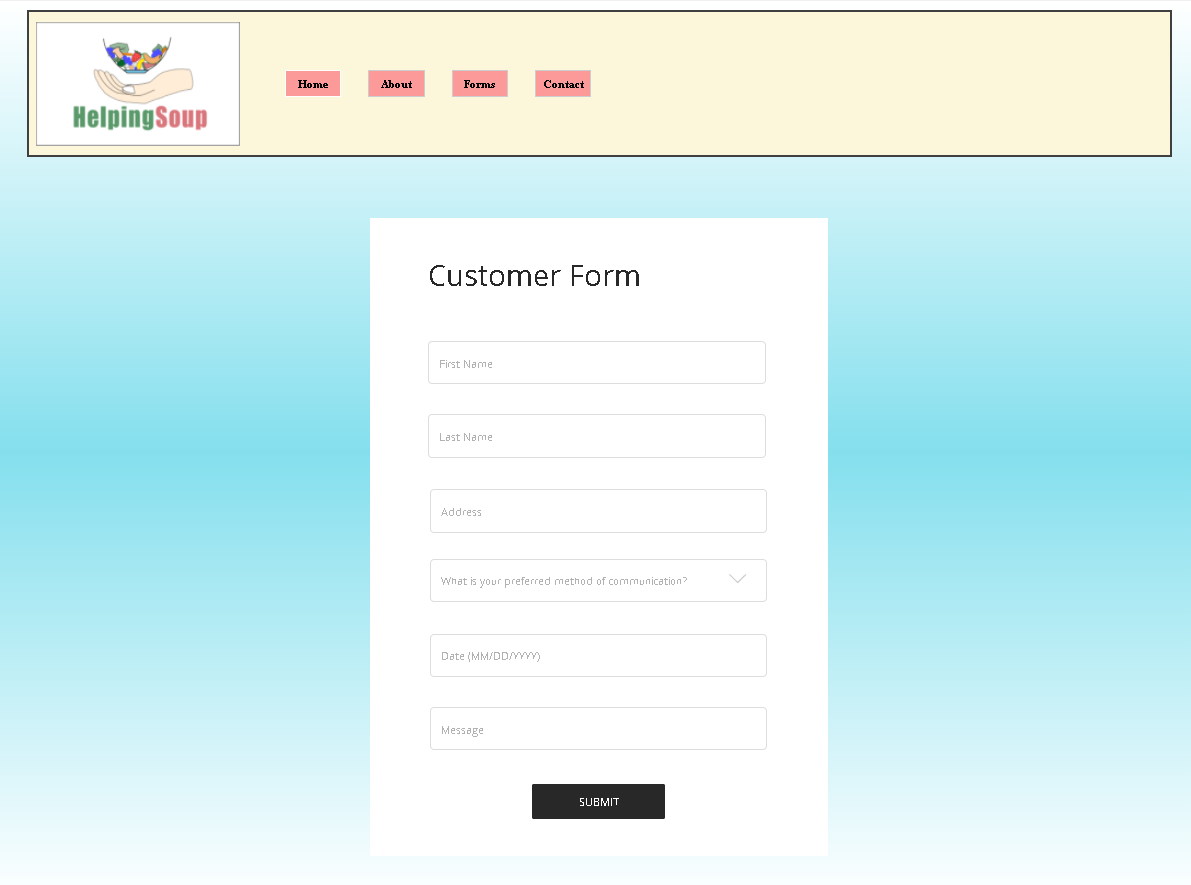 HelpingSoup
Home About Forms Contact
Customer Form
First Name
Last Name
Address
What is your preferred method of communication?
Date (MM/DD/YYYY)
Message
SUBMIT